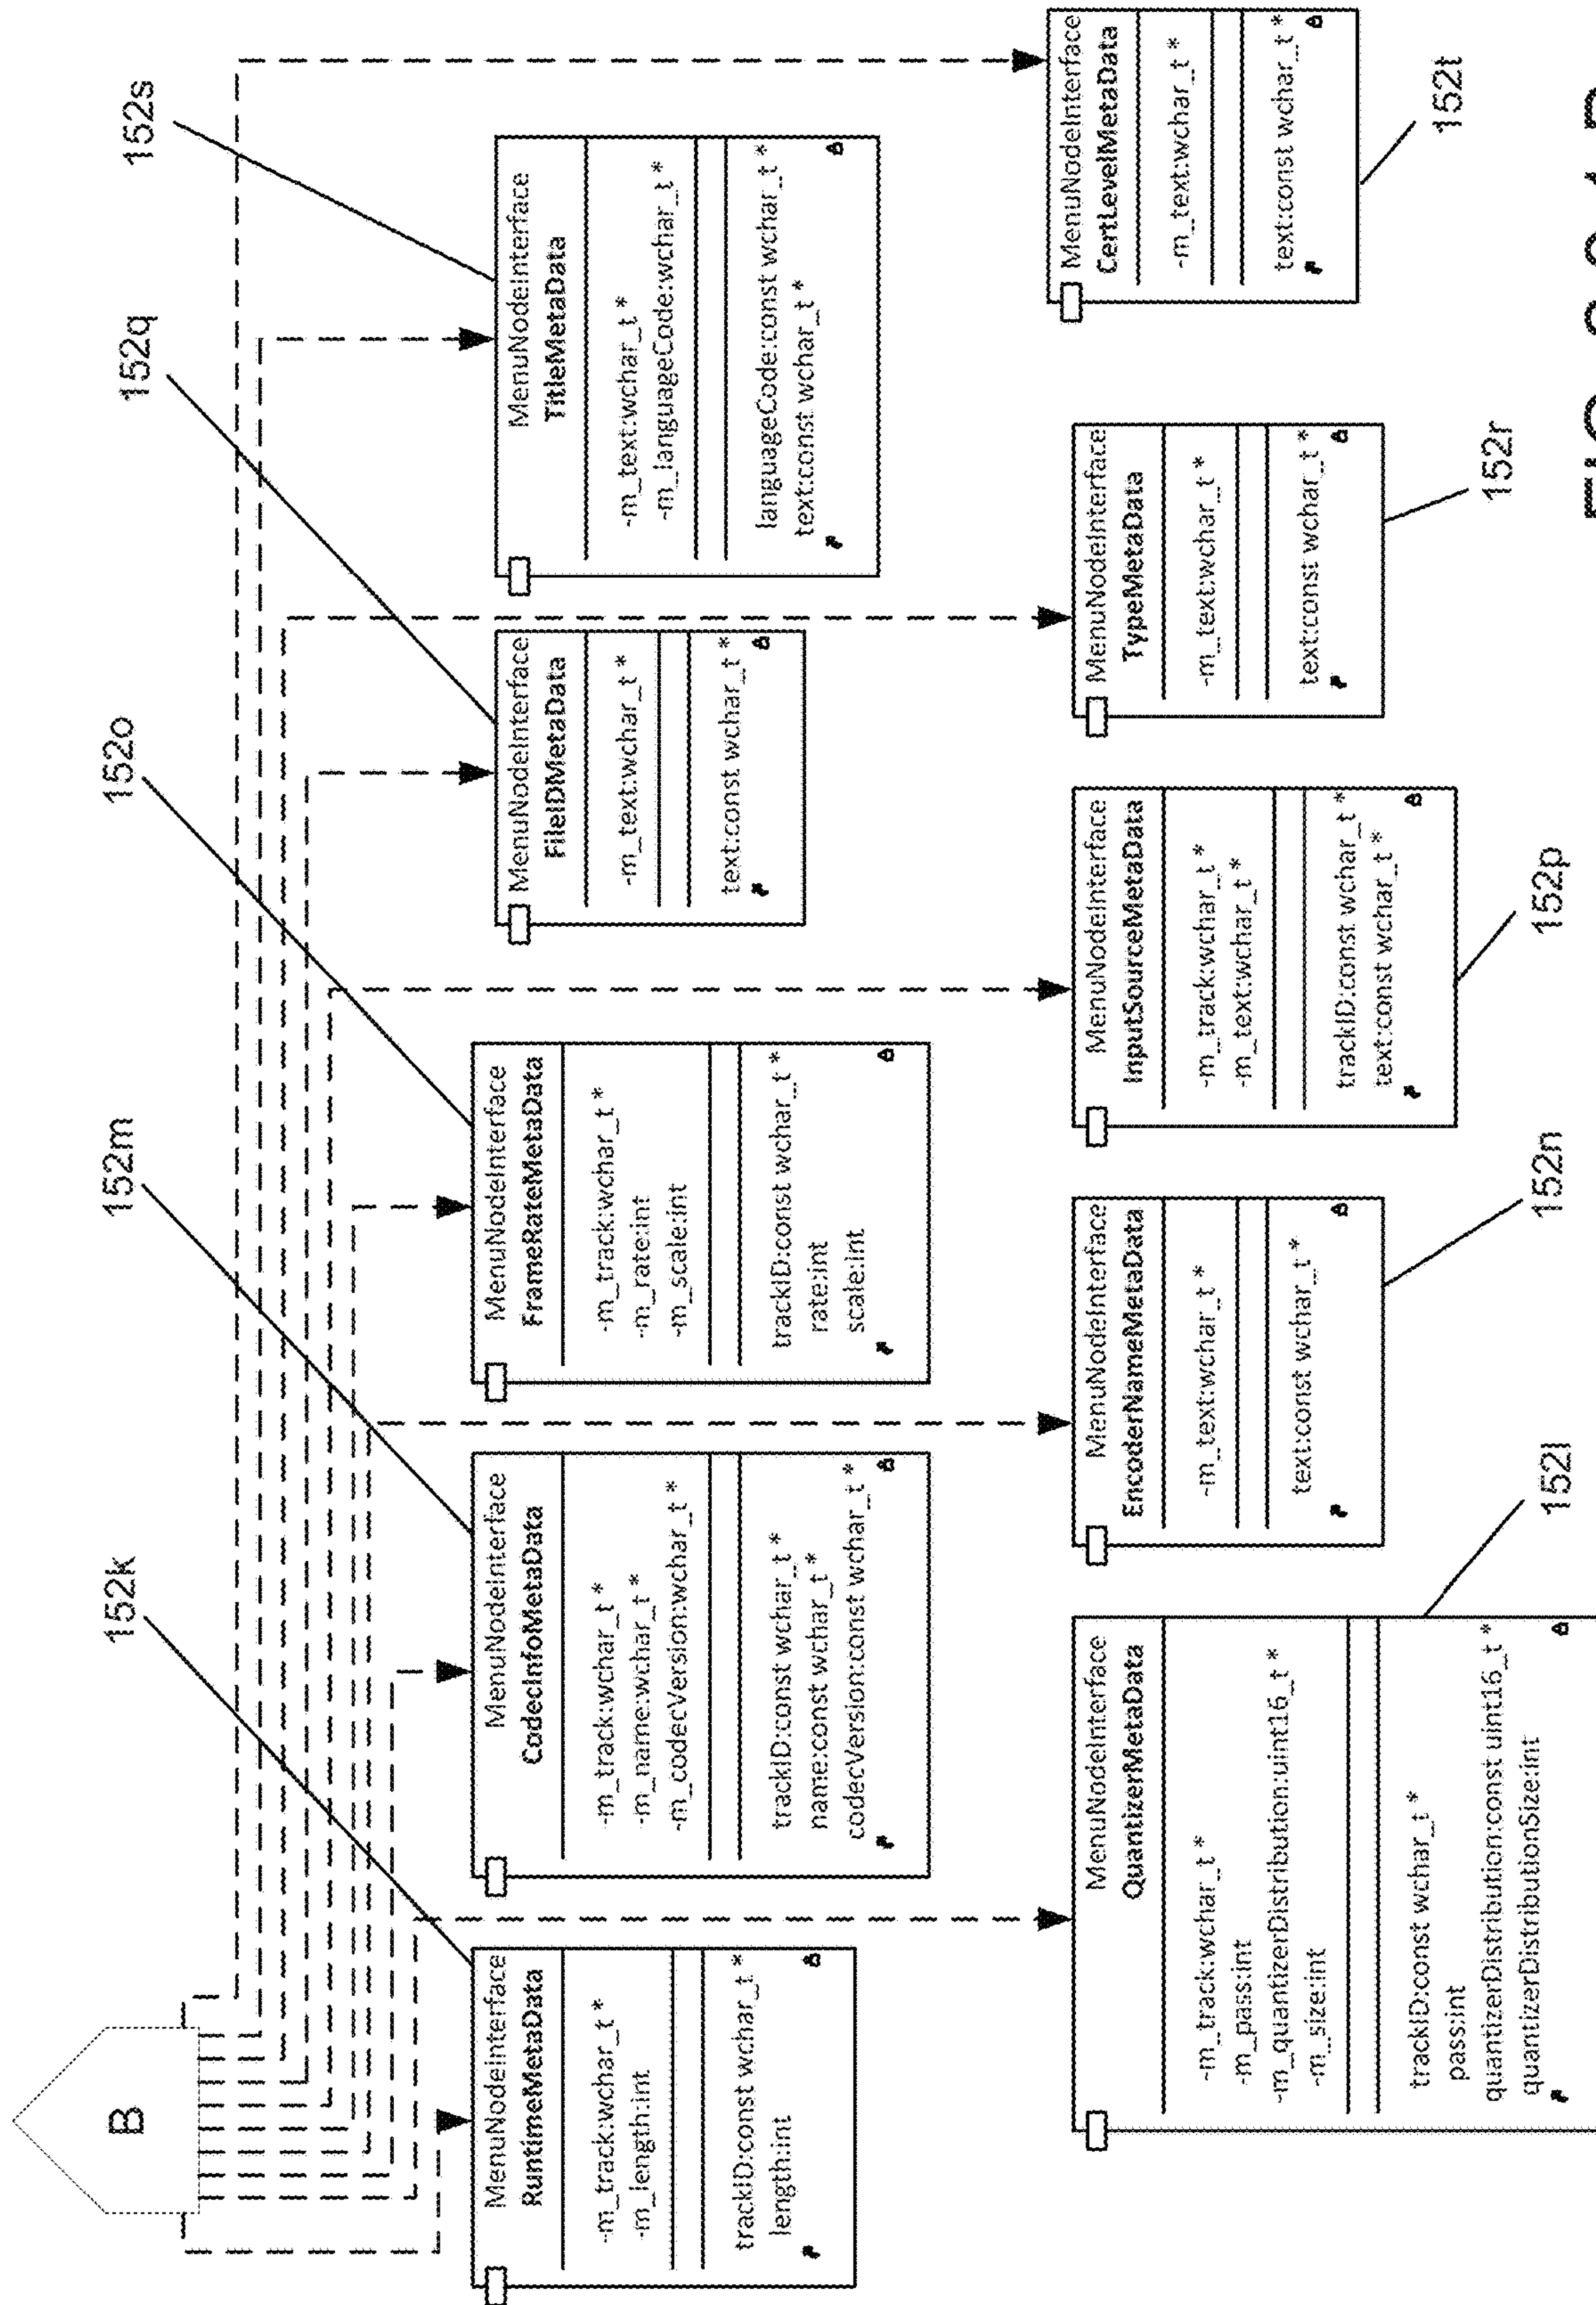 B
152k
152m
152o
152q
152s
MenuNodeInterface
RuntimeMetaData
-m_track:wchar_t *
-m_length:int
trackID:const wchar_t *
length:int
MenuNodeInterface
CodecInfoMetaData
-m_track:wchar_t *
-m_name:wchar_t *
-m_codecVersion:wchar_t *
trackID:const wchar_t *
name:const wchar_t *
codecVersion:const wchar_t *
MenuNodeInterface
FrameRateMetaData
-m_track:wchar_t *
-m_rate:int
-m_scale:int
trackID:const wchar_t *
rate:int
scale:int
MenuNodeInterface
FileIDMetaData
-m_text:wchar_t *
text:const wchar_t *
MenuNodeInterface
TitleMetaData
-m_text:wchar_t *
-m_languageCode:wchar_t *
languageCode:const wchar_t *
text:const wchar_t *
MenuNodeInterface
QuantizerMetaData
-m_track:wchar_t *
-m_pass:int
-m_quantizerDistribution:uint16_t *
-m_size:int
trackID:const wchar_t *
pass:int
quantizerDistribution:const uint16_t *
quantizerDistributionSize:int
MenuNodeInterface
EncoderNameMetaData
-m_text:wchar_t *
text:const wchar_t *
MenuNodeInterface
InputSourceMetaData
-m_track:wchar_t *
-m_text:wchar_t *
trackID:const wchar_t *
text:const wchar_t *
MenuNodeInterface
TypeMetaData
-m_text:wchar_t *
text:const wchar_t *
MenuNodeInterface
CertLevelMetaData
-m_text:wchar_t *
text:const wchar_t *
152l
152n
152p
152r
152t